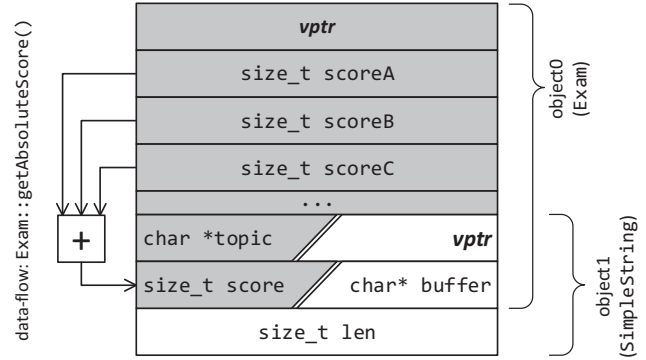 data-flow: Exam::getAbsoluteScore()
vptr
size_t scoreA
size_t scoreB
size_t scoreC
...
char *topic
vptr
+
size_t score
char* buffer
size_t len
object0
(Exam)
object1
(SimpleString)